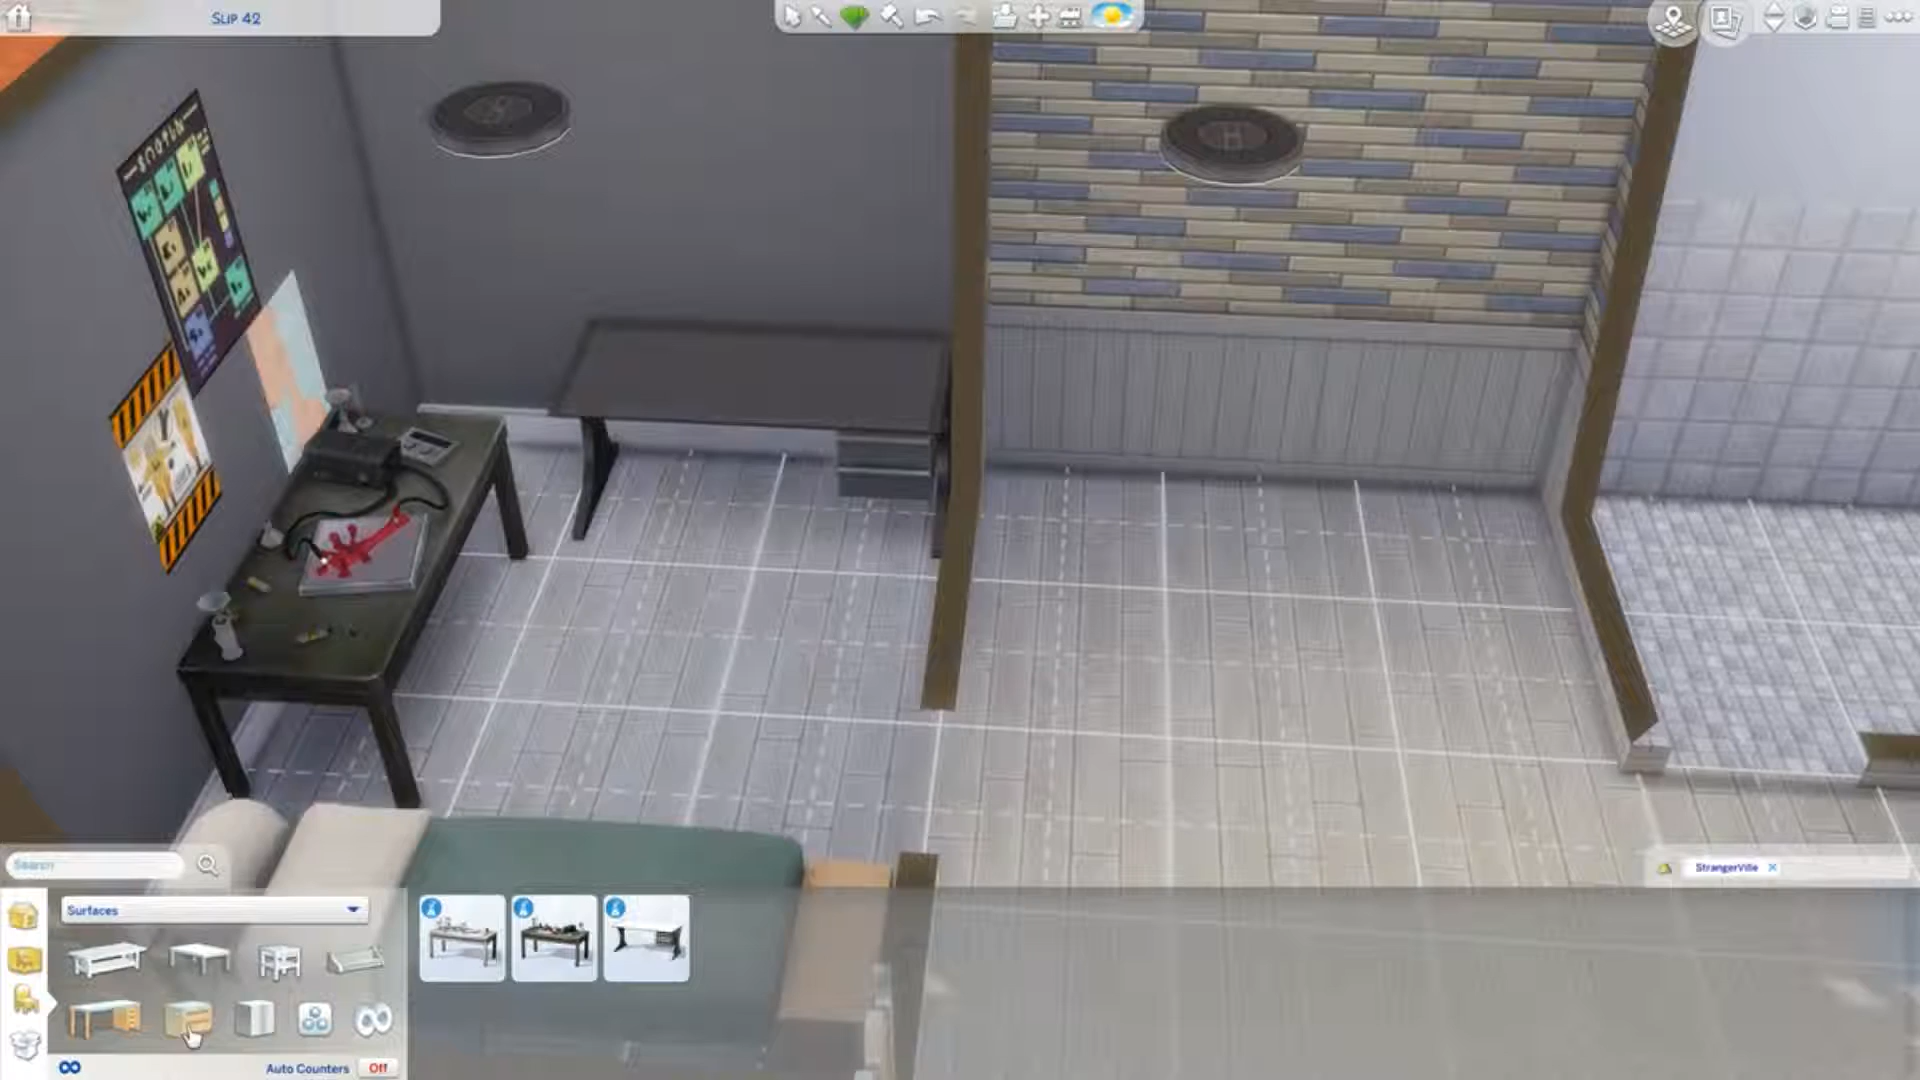 Slip 42
Search
StrangerVille
Surfaces
Auto Counters Off